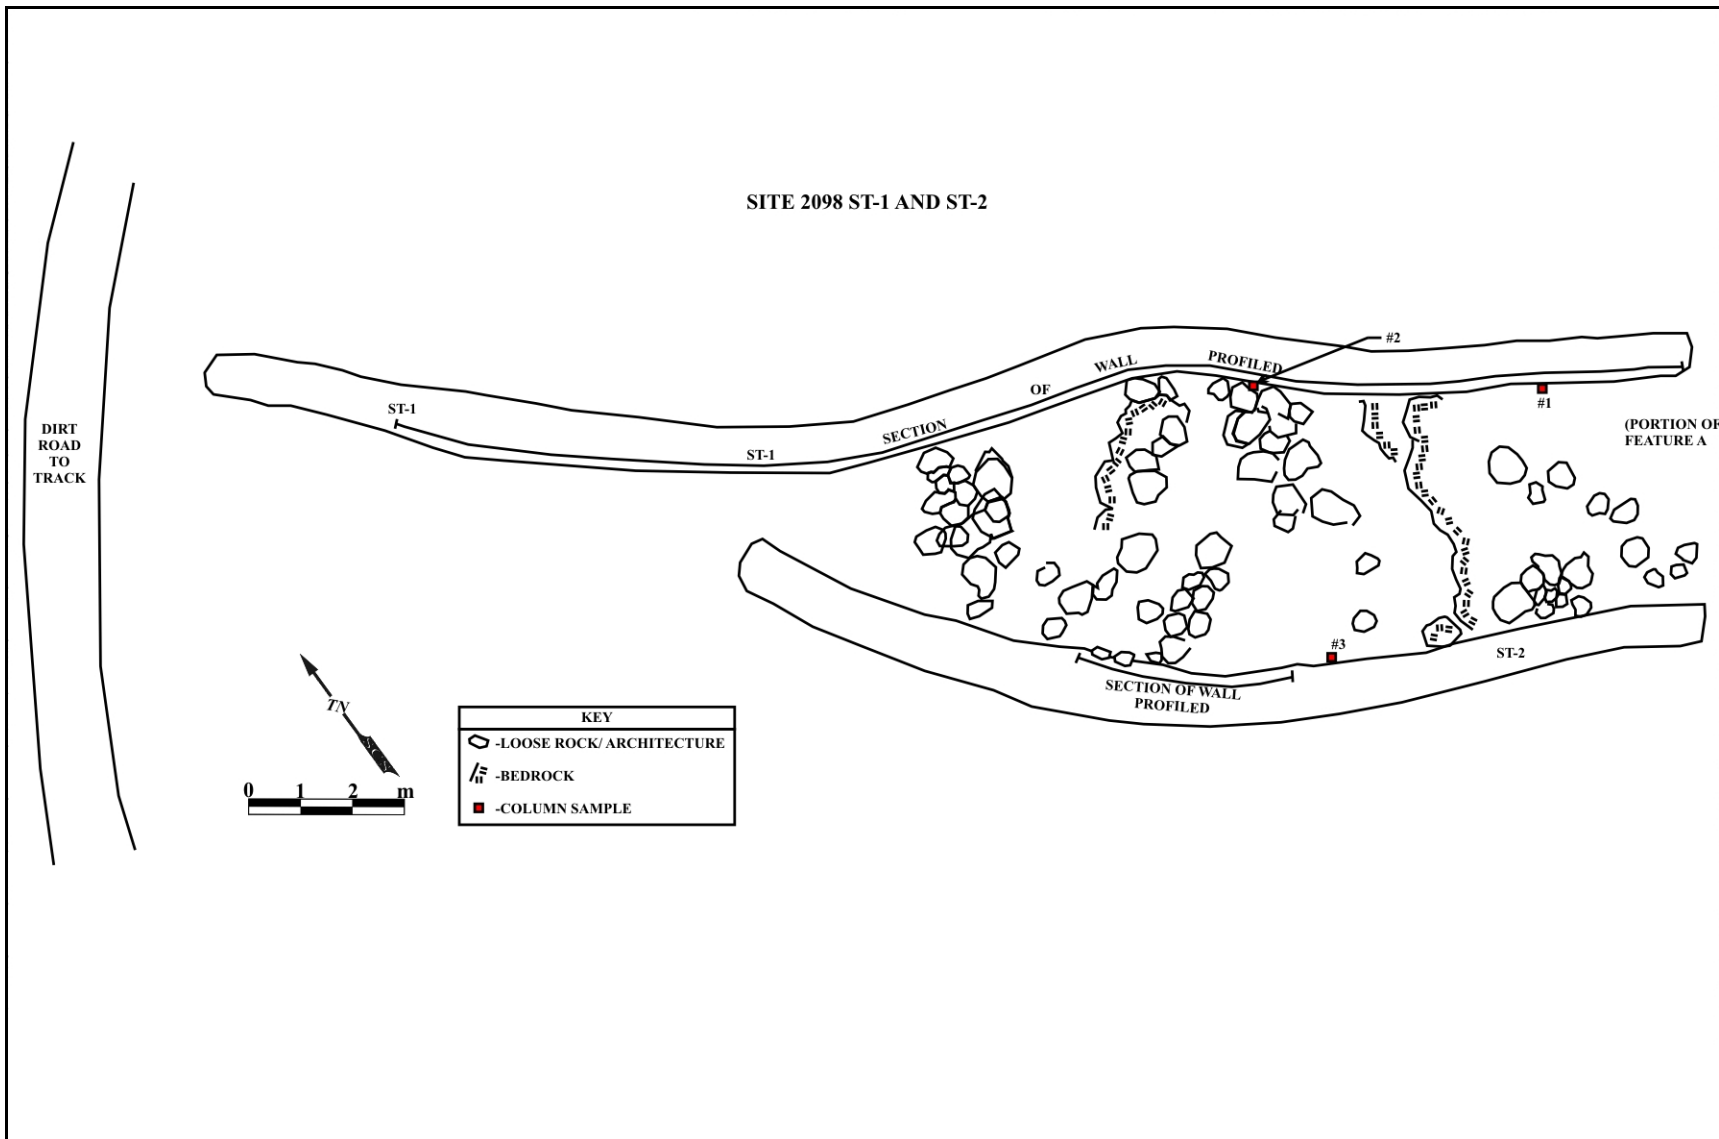 SITE 2098 ST-1 AND ST-2
#2
WALL
PROFILED
OF
SECTION
ST-1
ST-1
#1
(PORTION OF
FEATURE A
DIRT
ROAD
TO
TRACK
#3
ST-2
SECTION OF WALL
PROFILED
TN
0 1 2 m
KEY
-LOOSE ROCK/ ARCHITECTURE
-BEDROCK
-COLUMN SAMPLE